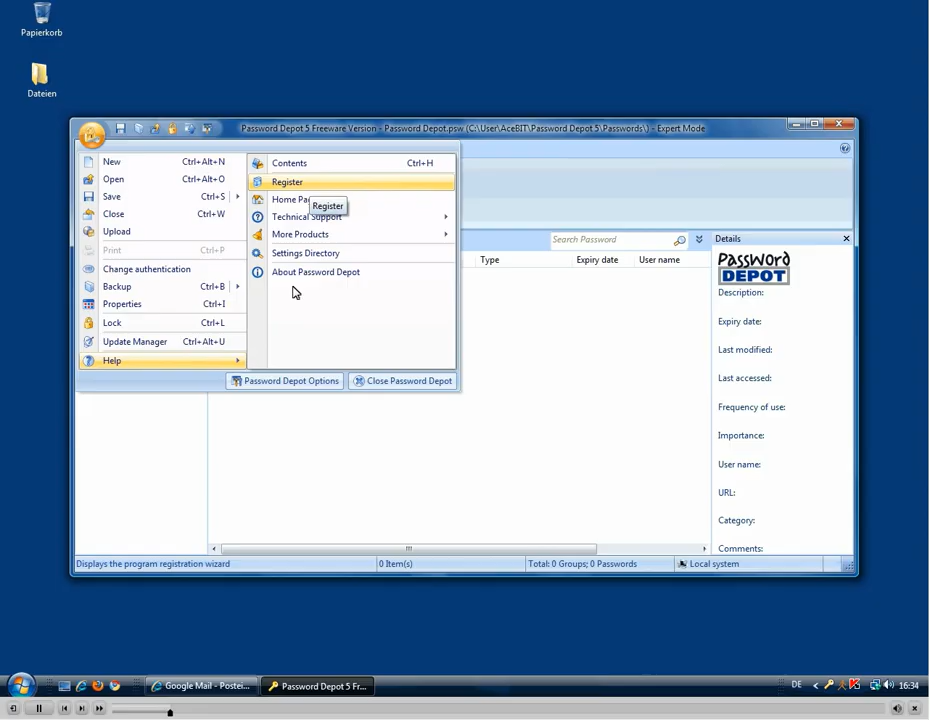 Papierkorb
Dateien
Password Depot 5 Freeware Version - Password Depot.psw (C:\User\AceBIT\Password Depot 5\Passwords\) - Expert Mode
New Ctrl+Alt+N
Open Ctrl+Alt+O
Save Ctrl+S
Close Ctrl+W
Upload
Print Ctrl+P
Change authentication
Backup Ctrl+B
Properties Ctrl+I
Lock Ctrl+L
Update Manager Ctrl+Alt+U
Help
Contents Ctrl+H
Register
Home
Register
Technical Support
More Products
Settings Directory
About Password Depot
Password Depot Options
Close Password Depot
Search Password
Type Expiry date User name
Details
PASSWORD
DEPOT
Description:
Expiry date:
Last modified:
Last accessed:
Frequency of use:
Importance:
User name:
URL:
Category:
Comments:
Displays the program registration wizard
0 Item(s)
Total: 0 Groups; 0 Passwords
Local system
Google Mail - Postei...
Password Depot 5 Fr...
DE
16:34